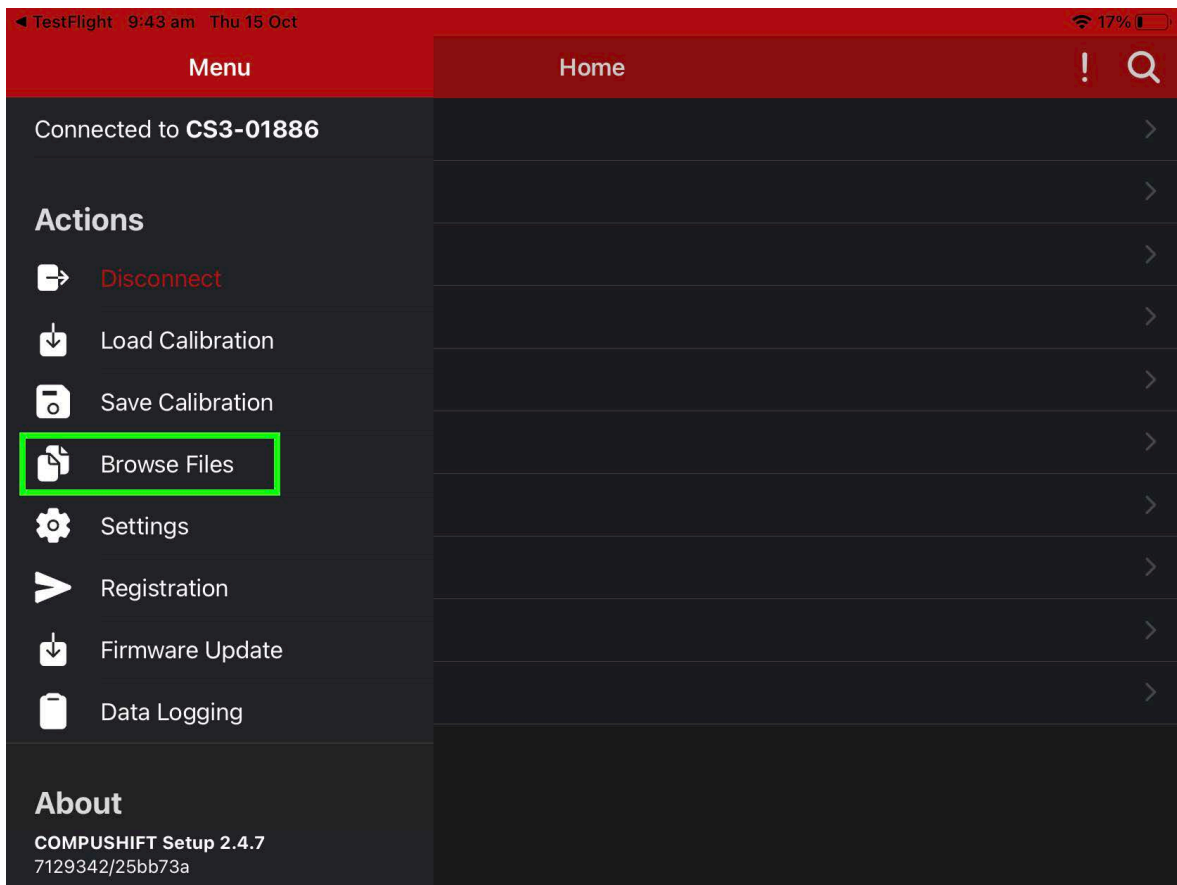 TestFlight 9:43 am Thu 15 Oct 17%
Menu
Home
Connected to CS3-01886
Actions
Disconnect
Load Calibration
Save Calibration
Browse Files
Settings
Registration
Firmware Update
Data Logging
About
COMPUSHIFT Setup 2.4.7
7129342/25bb73a